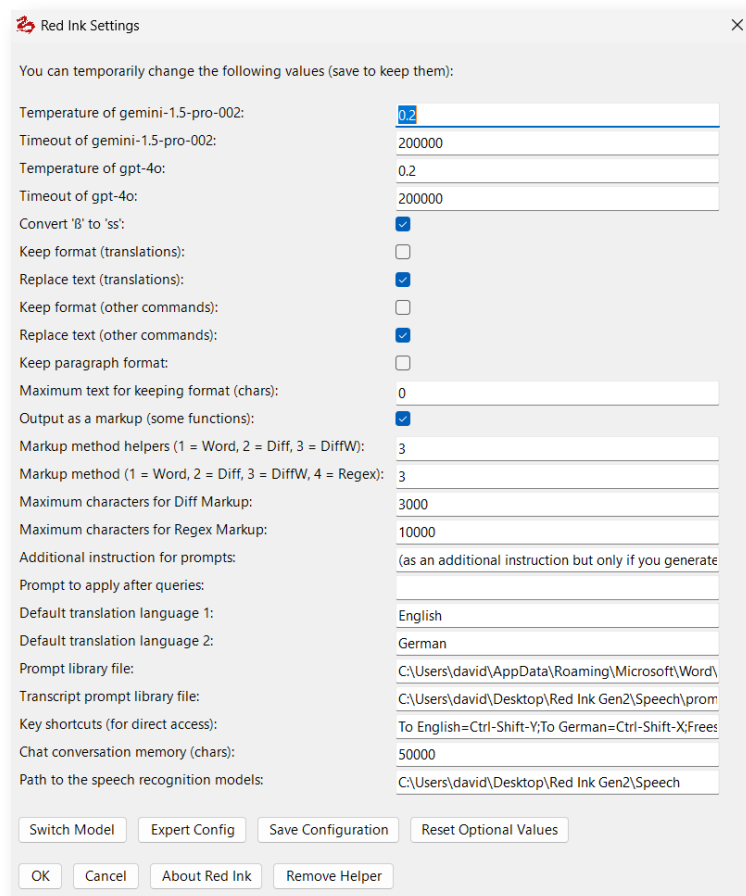 Red Ink Settings
You can temporarily change the following values (save to keep them):
Temperature of gemini-1.5-pro-002: 0.2
Timeout of gemini-1.5-pro-002: 200000
Temperature of gpt-4o: 0.2
Timeout of gpt-4o: 200000
Convert 'ß' to 'ss':
Keep format (translations):
Replace text (translations):
Keep format (other commands):
Replace text (other commands):
Keep paragraph format:
Maximum text for keeping format (chars): 0
Output as a markup (some functions):
Markup method helpers (1 = Word, 2 = Diff, 3 = DiffW): 3
Markup method (1 = Word, 2 = Diff, 3 = DiffW, 4 = Regex): 3
Maximum characters for Diff Markup: 3000
Maximum characters for Regex Markup: 10000
Additional instruction for prompts: (as an additional instruction but only if you generate
Prompt to apply after queries:
Default translation language 1: English
Default translation language 2: German
Prompt library file: C:\Users\david\AppData\Roaming\Microsoft\Word\
Transcript prompt library file: C:\Users\david\Desktop\Red Ink Gen2\Speech\prom
Key shortcuts (for direct access): To English=Ctrl-Shift-Y;To German=Ctrl-Shift-X;Frees
Chat conversation memory (chars): 50000
Path to the speech recognition models: C:\Users\david\Desktop\Red Ink Gen2\Speech
Switch Model Expert Config Save Configuration Reset Optional Values
OK Cancel About Red Ink Remove Helper